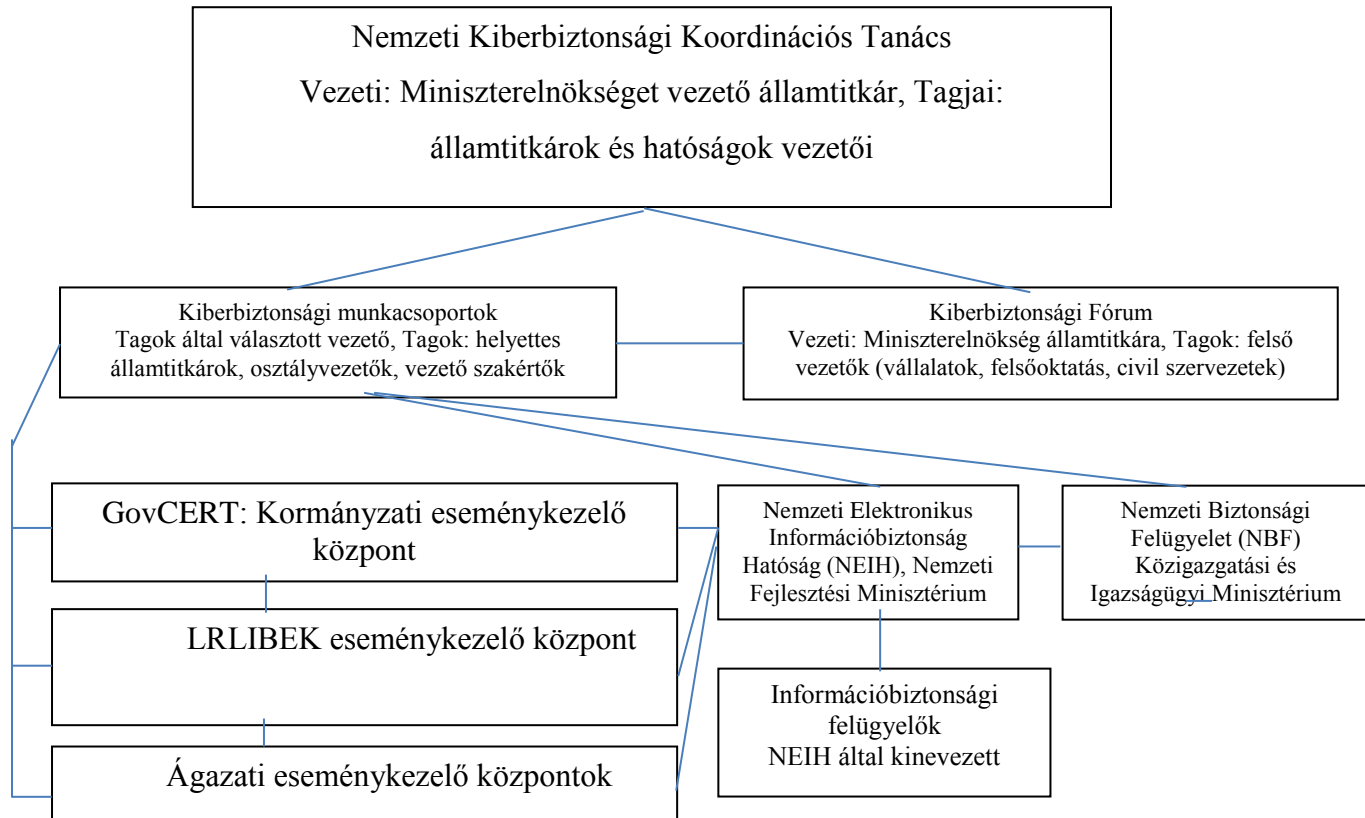 Nemzeti Kiberbiztonsági Koordinációs Tanács
Vezeti: Miniszterelnökséget vezető államtitkár, Tagjai:
államtitkárok és hatóságok vezetői
Kiberbiztonsági munkacsoportok
Tagok által választott vezető, Tagok: helyettes
államtitkárok, osztályvezetők, vezető szakértők
Kiberbiztonsági Fórum
Vezeti: Miniszterelnökség államtitkára, Tagok: felső
vezetők (vállalatok, felsőoktatás, civil szervezetek)
GovCERT: Kormányzati eseménykezelő
központ
LRLIBEK eseménykezelő központ
Ágazati eseménykezelő központok
Nemzeti Elektronikus
Információbiztonság
Hatóság (NEIH), Nemzeti
Fejlesztési Minisztérium
Nemzeti Biztonsági
Felügyelet (NBF)
Közigazgatási és
Igazságügyi Minisztérium
Információbiztonsági
felügyelők
NEIH által kinevezett